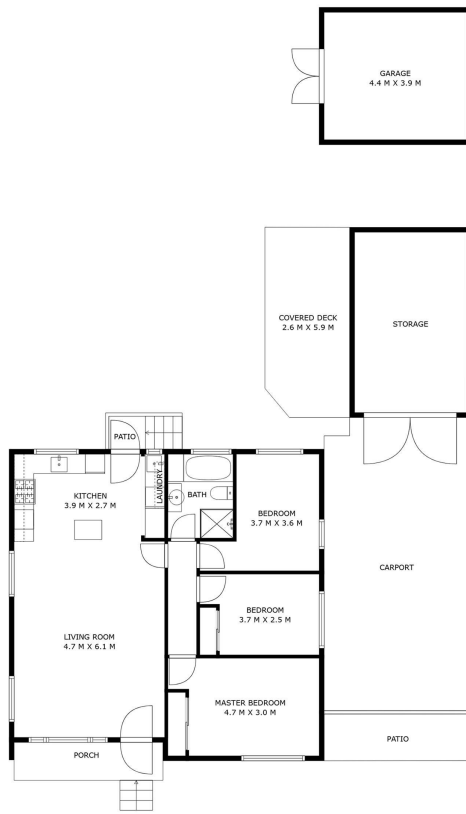 GARAGE
4.4 M X 3.9 M
COVERED DECK
2.6 M X 5.9 M
STORAGE
PATIO
LAUNDRY
KITCHEN
3.9 M X 2.7 M
BATH
BEDROOM
3.7 M X 3.6 M
CARPORT
BEDROOM
3.7 M X 2.5 M
LIVING ROOM
4.7 M X 6.1 M
MASTER BEDROOM
4.7 M X 3.0 M
PATIO
PORCH